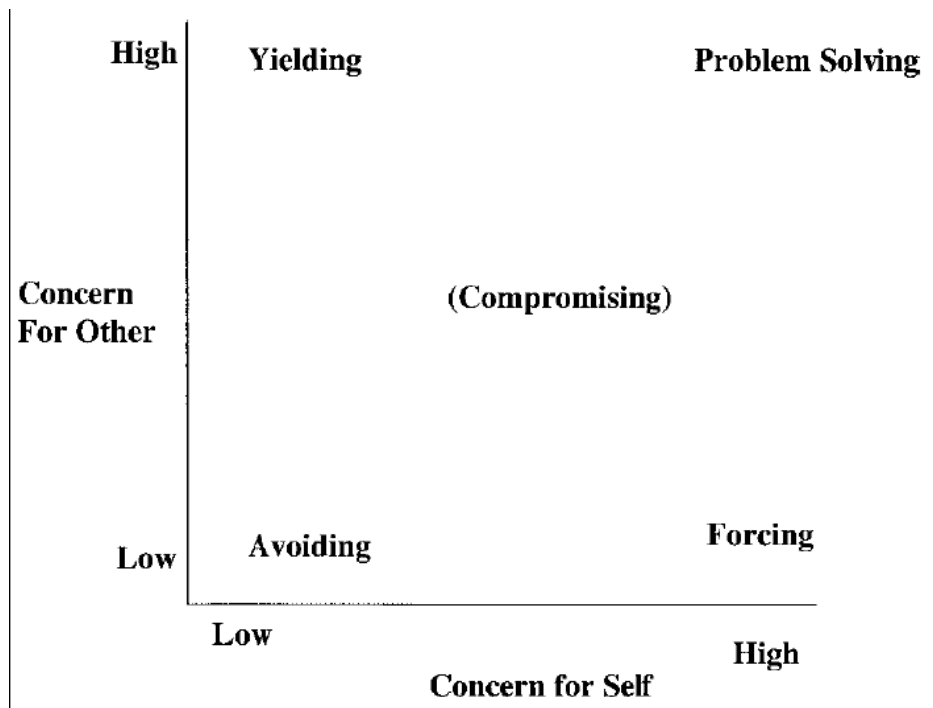 High
Yielding
Problem Solving
Concern
For Other
(Compromising)
Low
Avoiding
Forcing
Low
High
Concern for Self